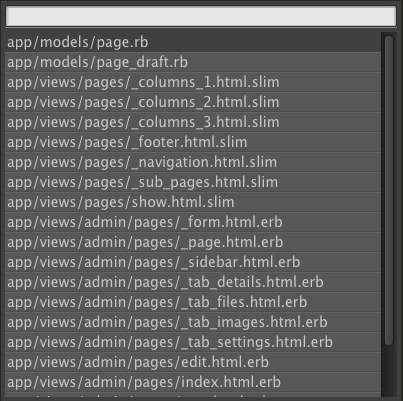 app/models/page.rb
app/models/page_draft.rb
app/views/pages/_columns_1.html.slim
app/views/pages/_columns_2.html.slim
app/views/pages/_columns_3.html.slim
app/views/pages/_footer.html.slim
app/views/pages/_navigation.html.slim
app/views/pages/_sub_pages.html.slim
app/views/pages/show.html.slim
app/views/admin/pages/_form.html.erb
app/views/admin/pages/_page.html.erb
app/views/admin/pages/_sidebar.html.erb
app/views/admin/pages/_tab_details.html.erb
app/views/admin/pages/_tab_files.html.erb
app/views/admin/pages/_tab_images.html.erb
app/views/admin/pages/_tab_settings.html.erb
app/views/admin/pages/edit.html.erb
app/views/admin/pages/index.html.erb